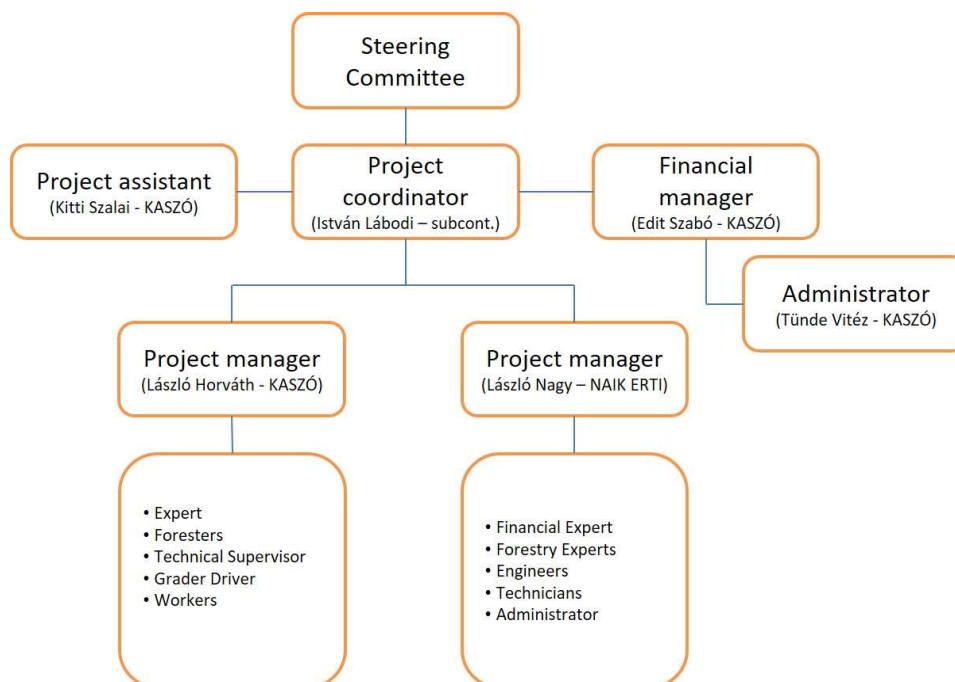 Steering
Committee
Project assistant
(Kitti Szalai - KASZÓ)
Project
coordinator
(István Lábodi – subcont.)
Financial
manager
(Edit Szabó - KASZÓ)
Administrator
(Tünde Vitéz - KASZÓ)
Project manager
(László Horváth - KASZÓ)
Project manager
(László Nagy – NAIK ERTI)
• Expert
• Foresters
• Technical Supervisor
• Grader Driver
• Workers
• Financial Expert
• Forestry Experts
• Engineers
• Technicians
• Administrator